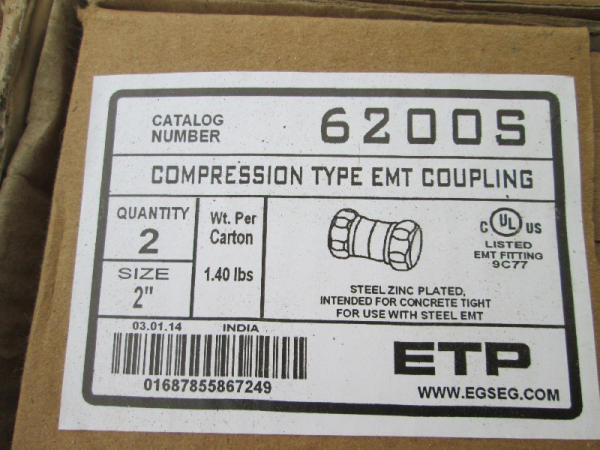 CATALOG
NUMBER
6200S
COMPRESSION TYPE EMT COUPLING
QUANTITY
2
SIZE
2"
Wt. Per
Carton
1.40 lbs
C UL US
LISTED
EMT FITTING
9C77
STEEL ZINC PLATED,
INTENDED FOR CONCRETE TIGHT
FOR USE WITH STEEL EMT
03.01.14 INDIA
01687855867249
ETP
WWW.EGSEG.COM